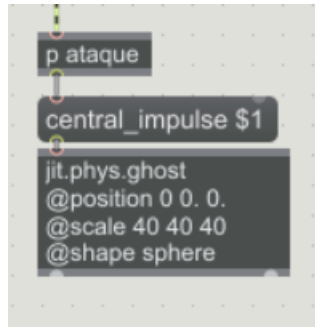 p ataque
central_impulse $1
jit.phys.ghost
@position 0 0. 0.
@scale 40 40 40
@shape sphere